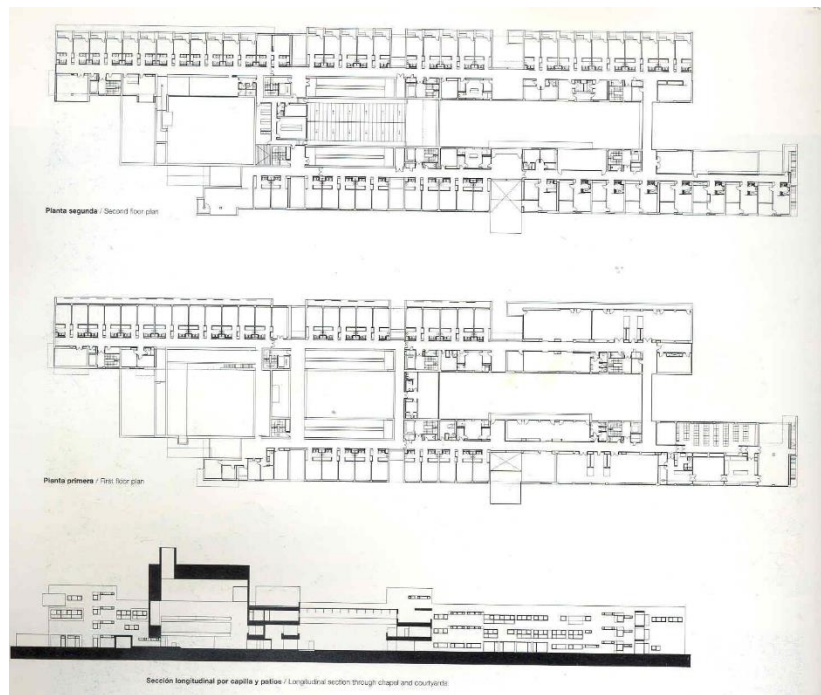 Planta segunda / Second floor plan
Planta primera / First floor plan
Sección longitudinal por capilla y patios / Longitudinal section through chapel and courtyards